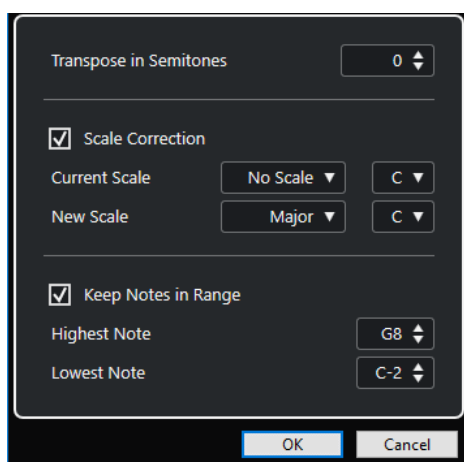 Transpose in Semitones 0
Scale Correction
Current Scale No Scale C
New Scale Major C
Keep Notes in Range
Highest Note G8
Lowest Note C-2
OK Cancel